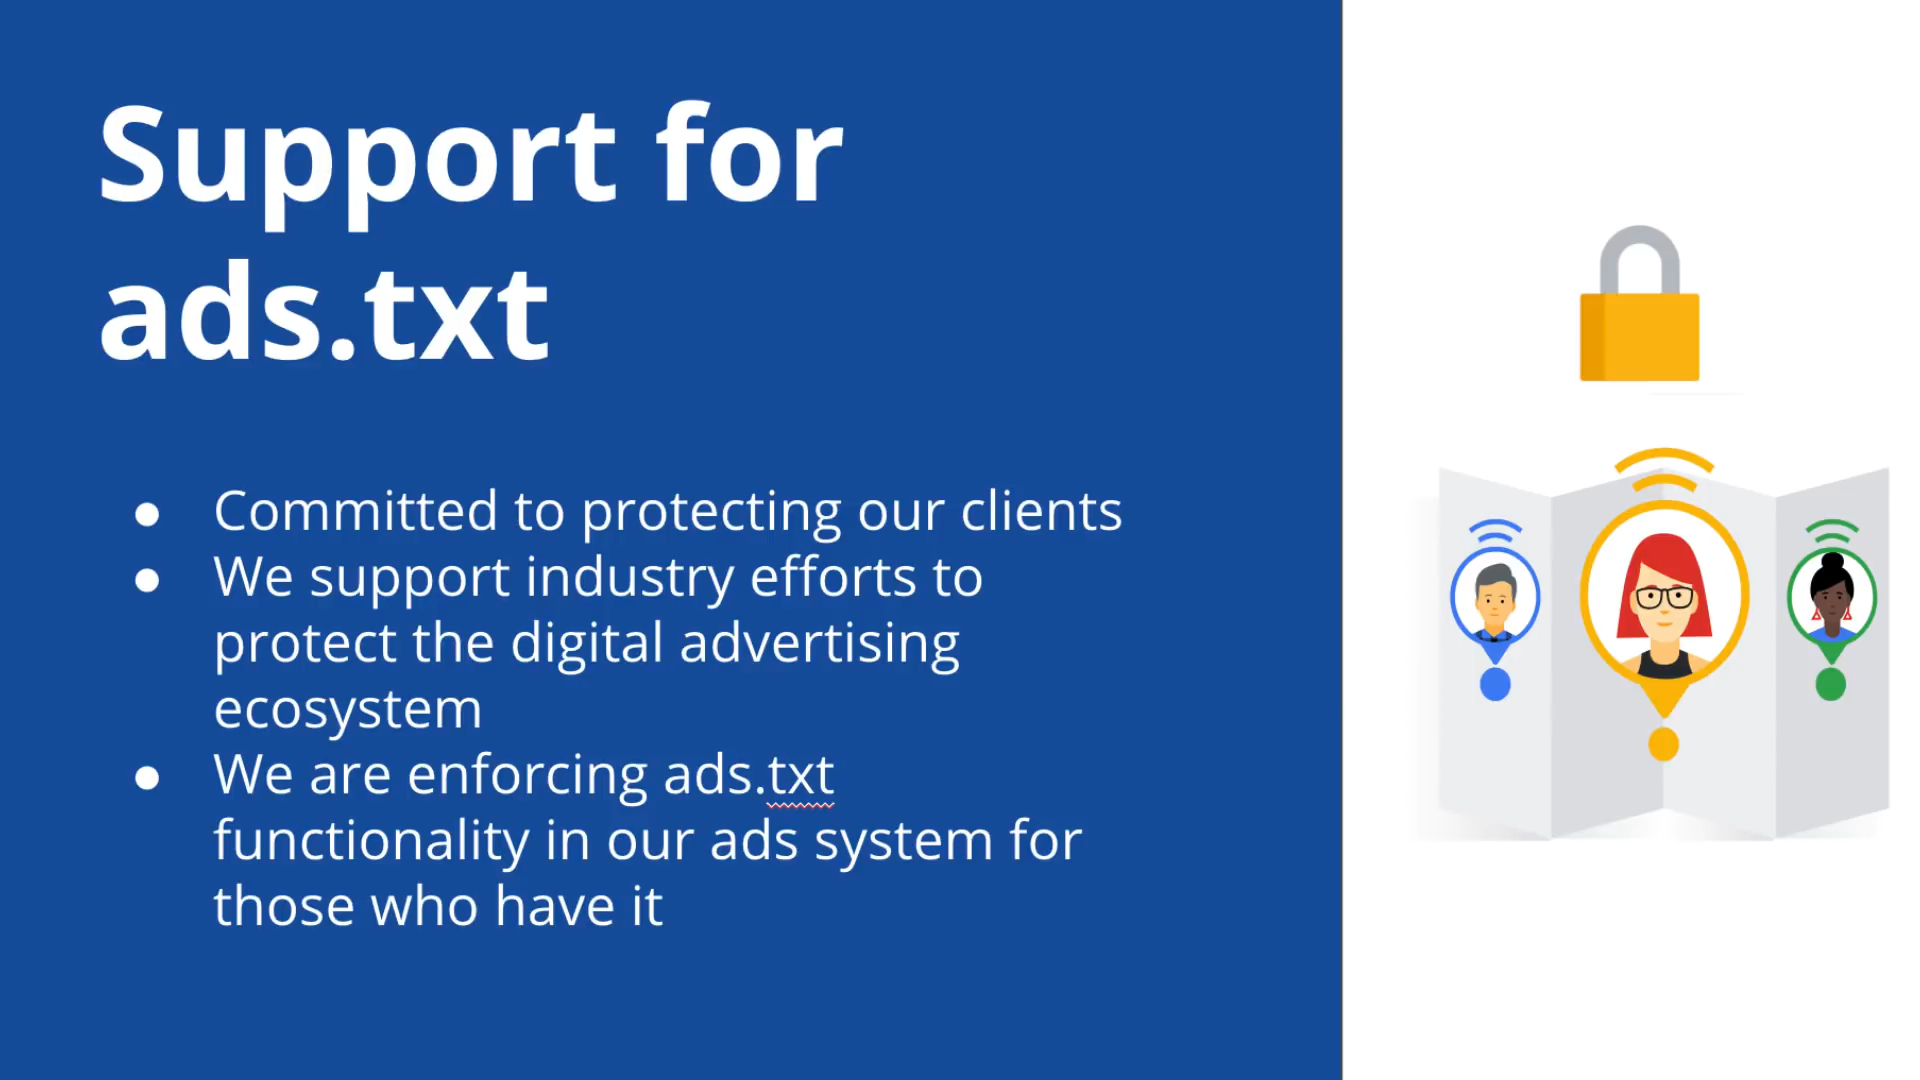 Support for
ads.txt
● Committed to protecting our clients
● We support industry efforts to
protect the digital advertising
ecosystem
● We are enforcing ads.txt
functionality in our ads system for
those who have it